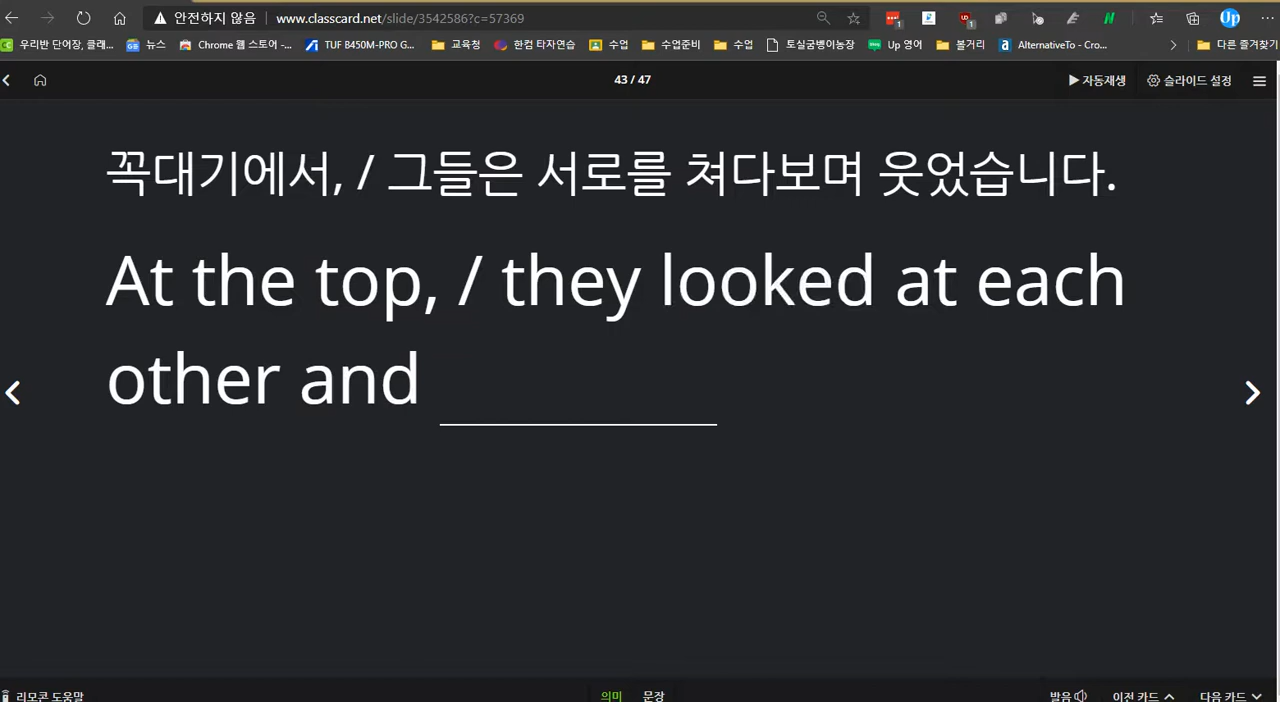 안전하지 않음 www.classcard.net/slide/3542586?c=57369
우리반 단어장, 클래... 뉴스 Chrome 웹 스토어 -... TUF B450M-PRO G... 교육청 한컴 타자연습 수업 수업준비 수업 토실굼벵이농장 Up 영어 볼거리 AlternativeTo - Cro... 다른 즐겨찾기
43 / 47 자동재생 슬라이드 설정
꼭대기에서, / 그들은 서로를 쳐다보며 웃었습니다.
At the top, / they looked at each
other and
리모콘 도움말 의미 문장 발음 이전 카드 다음 카드